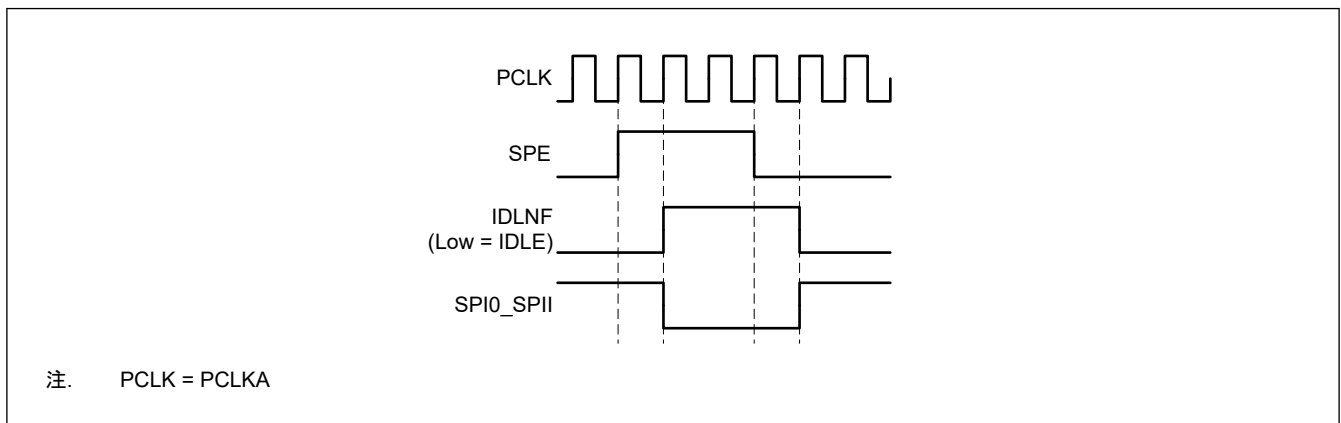 PCLK
SPE
IDLNF
(Low = IDLE)
SPI0_SPII
注. PCLK = PCLKA